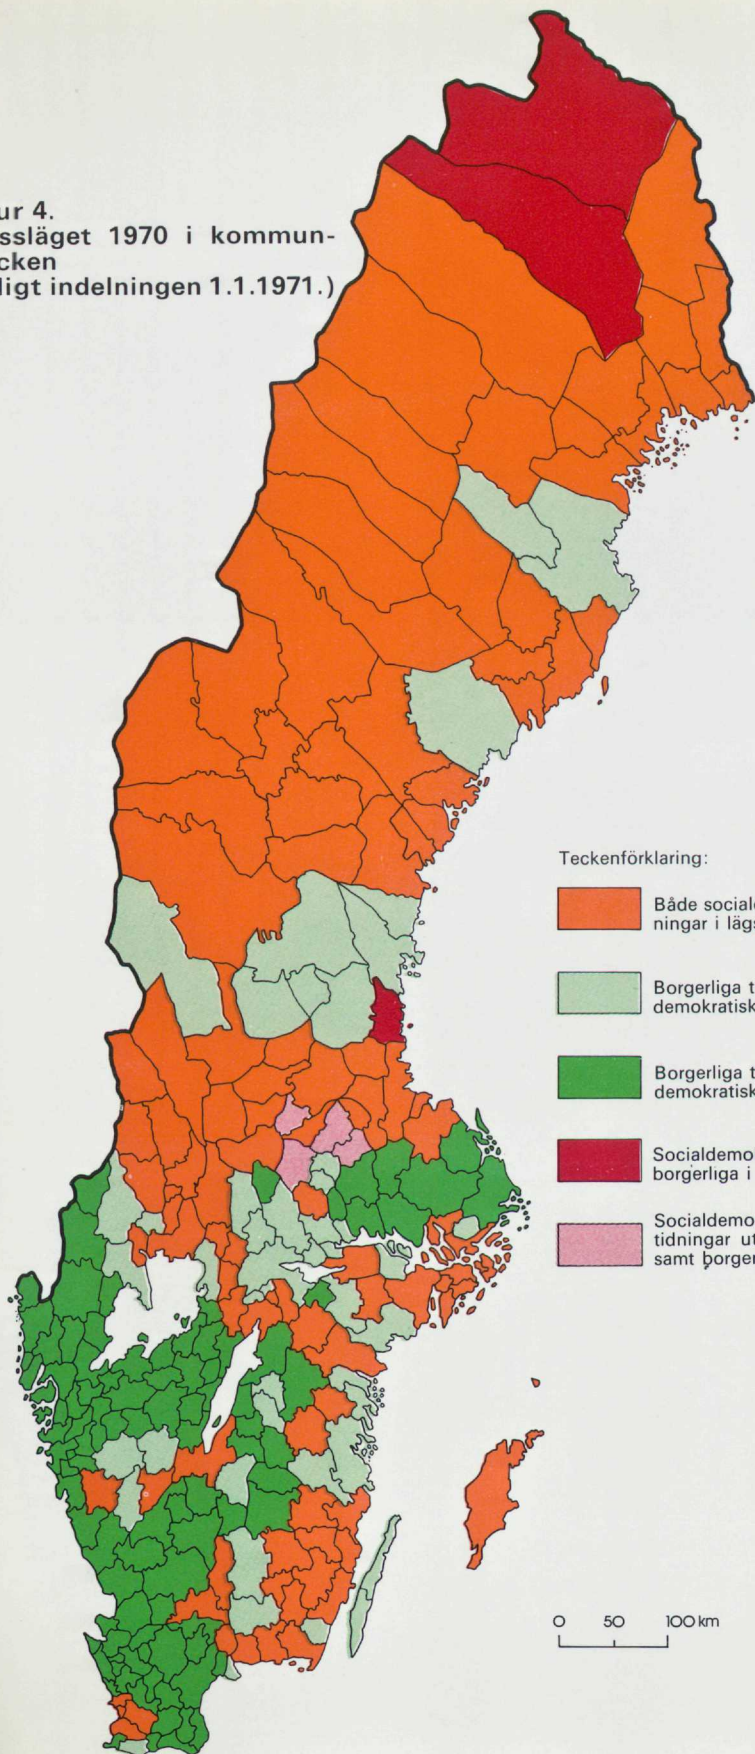 ur 4.
ssläget 1970 i kommun-
cken
ligt indelningen 1.1.1971.)
Teckenförklaring:
Både sociald
ningar i lägs
Borgerliga t
demokratisk
Borgerliga t
demokratisk
Socialdemo
borgerliga i
Socialdemo
tidningar ut
samt borger
0 50 100 km